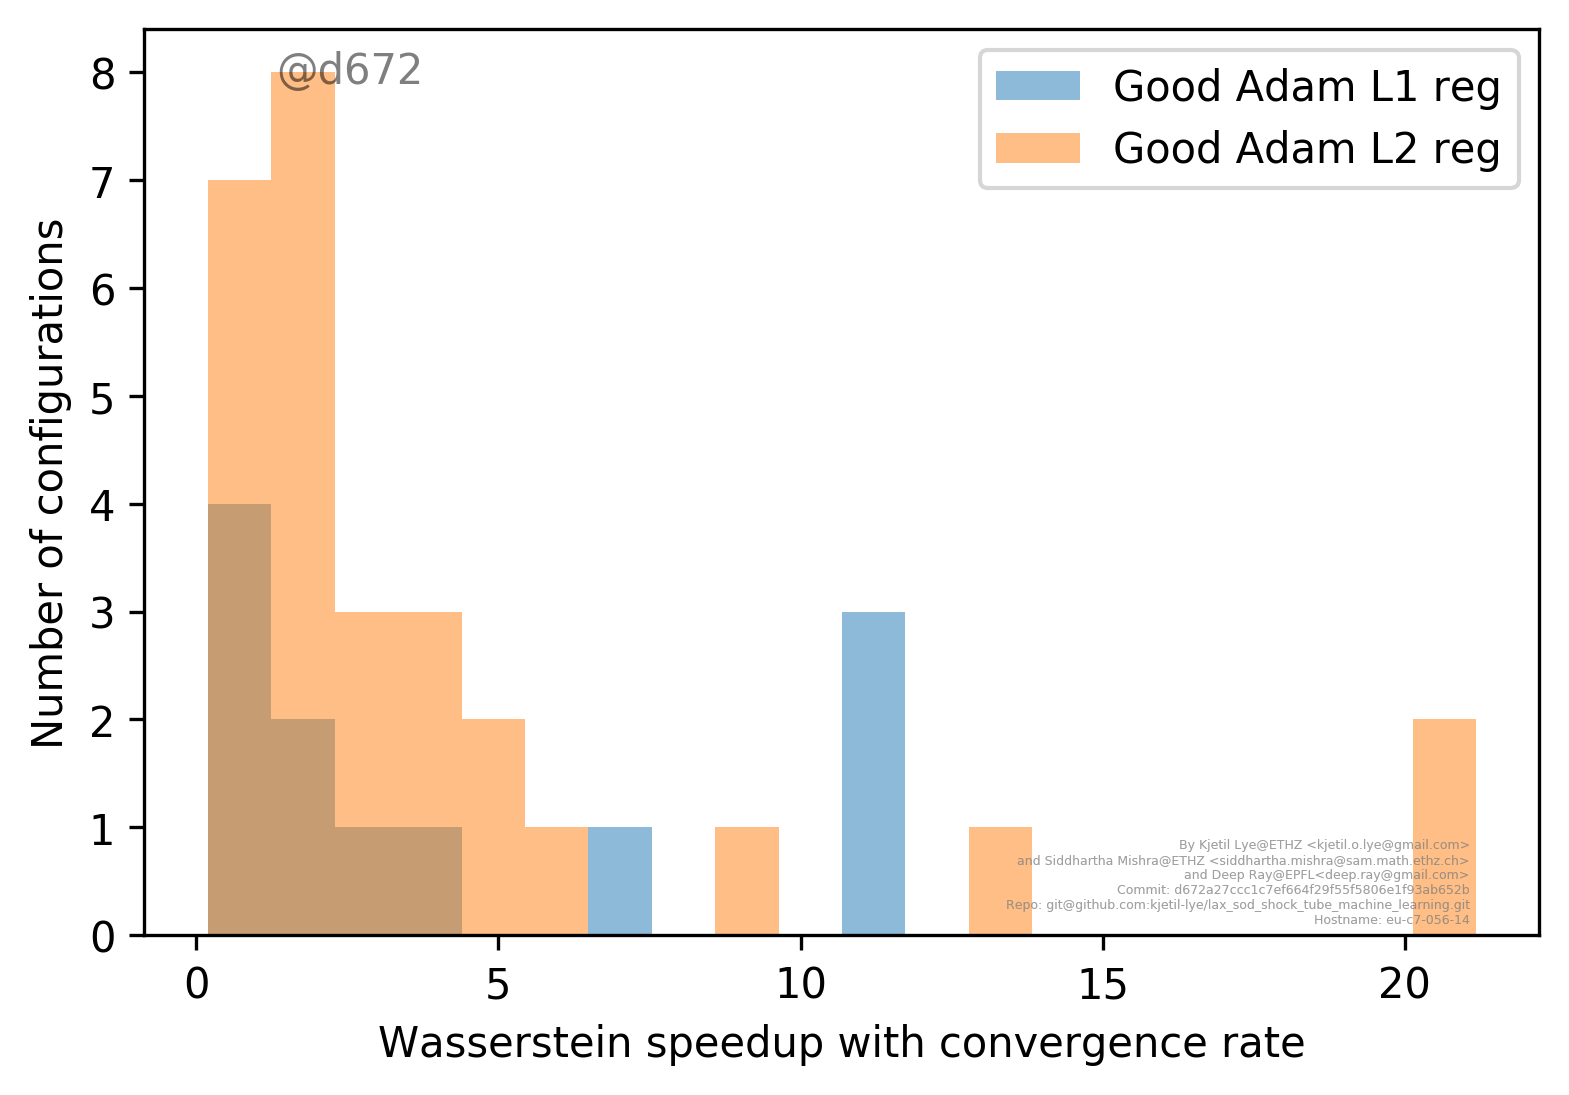 @d672
Good Adam L1 reg
Good Adam L2 reg
8
7
6
5
4
3
2
1
0
Number of configurations
By Kjetil Lye@ETHZ <kjetil.o.lye@gmail.com>
and Siddhartha Mishra@ETHZ <siddhartha.mishra@sam.math.ethz.ch>
and Deep Ray@EPFL<deep.ray@gmail.com>
Commit: d672a27ccc1c7ef664f29f55f5806e1f93ab652b
Repo: git@github.com:kjetil-lye/lax_sod_shock_tube_machine_learning.git
Hostname: eu-c7-056-14
0 5 10 15 20
Wasserstein speedup with convergence rate